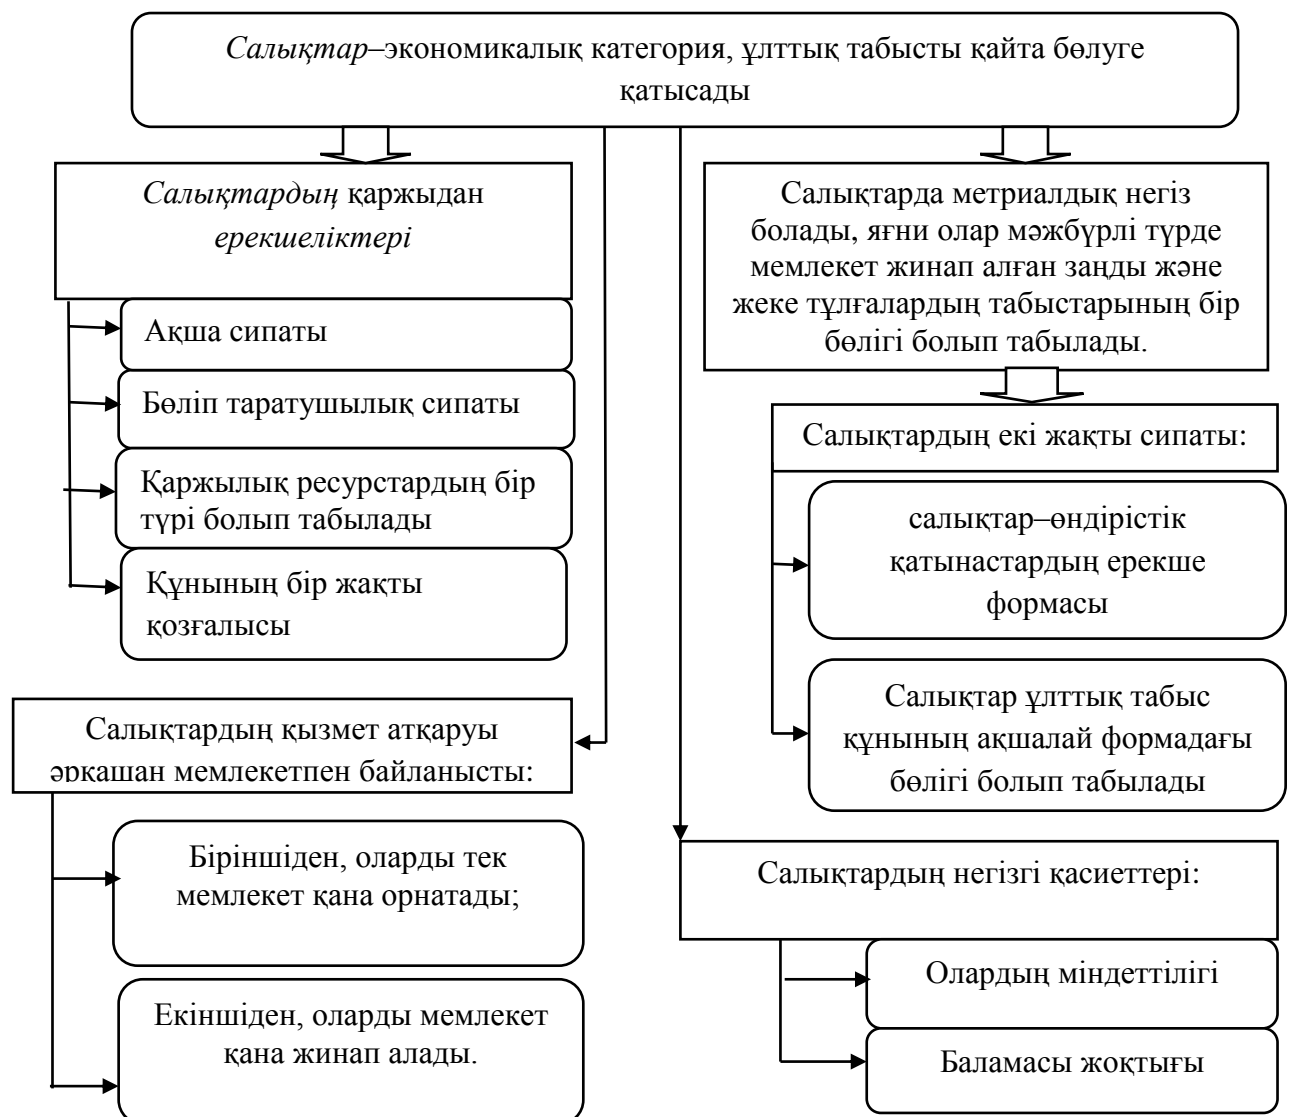 Салықтар–экономикалық категория, ұлттық табысты қайта бөлуге
қатысады
Салықтардың қаржыдан
ерекшеліктері
Ақша сипаты
Бөліп таратушылық сипаты
Қаржылық ресурстардың бір
түрі болып табылады
Құнының бір жақты
қозғалысы
Салықтарда метриалдық негіз
болады, яғни олар мәжбүрлі түрде
мемлекет жинап алған заңды және
жеке тұлғалардың табыстарының бір
бөлігі болып табылады.
Салықтардың екі жақты сипаты:
салықтар–өндірістік
қатынастардың ерекше
формасы
Салықтар ұлттық табыс
құнының ақшалай формадағы
бөлігі болып табылады
Салықтардың қызмет атқаруы
әрқашан мемлекетпен байланысты:
Біріншіден, оларды тек
мемлекет қана орнатады;
Екіншіден, оларды мемлекет
қана жинап алады.
Салықтардың негізгі қасиеттері:
Олардың міндеттілігі
Баламасы жоқтығы